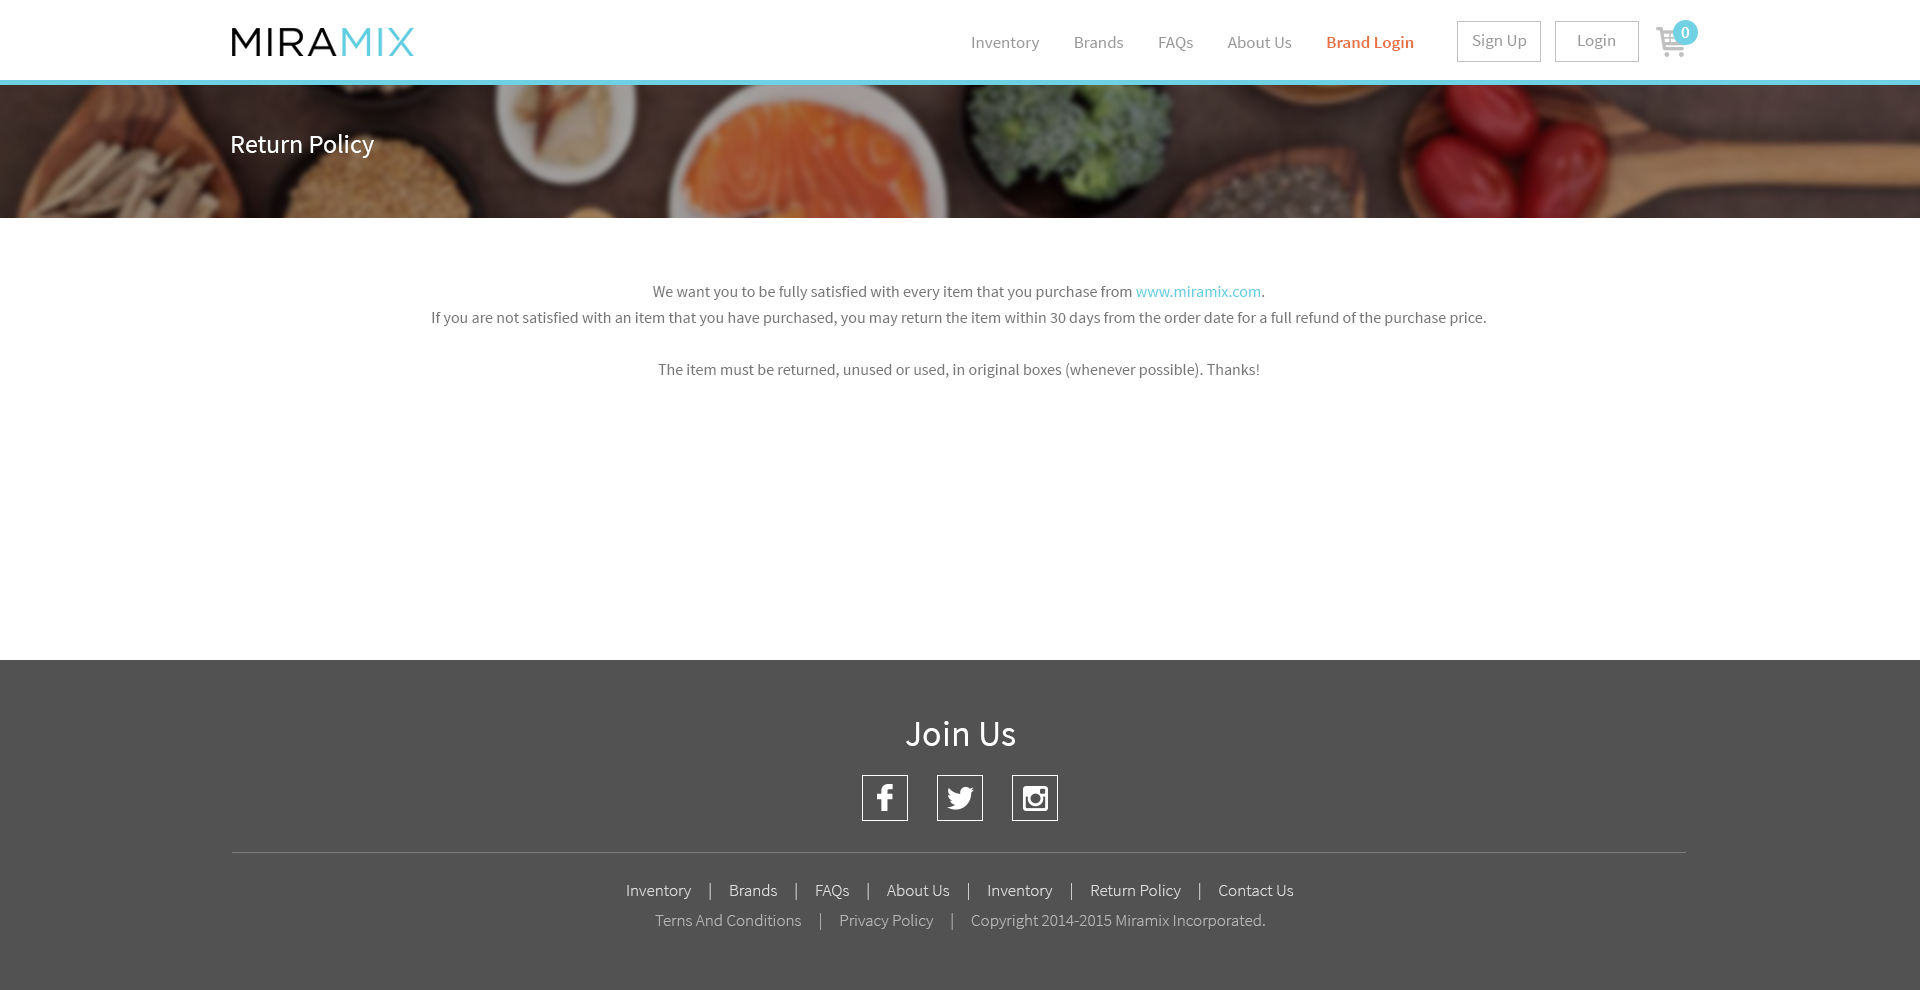 MIRAMIX
Inventory Brands FAQs About Us Brand Login Sign Up Login 0
Return Policy
We want you to be fully satisfied with every item that you purchase from www.miramix.com.
If you are not satisfied with an item that you have purchased, you may return the item within 30 days from the order date for a full refund of the purchase price.
The item must be returned, unused or used, in original boxes (whenever possible). Thanks!
Join Us
Inventory | Brands | FAQs | About Us | Inventory | Return Policy | Contact Us
Terns And Conditions | Privacy Policy | Copyright 2014-2015 Miramix Incorporated.